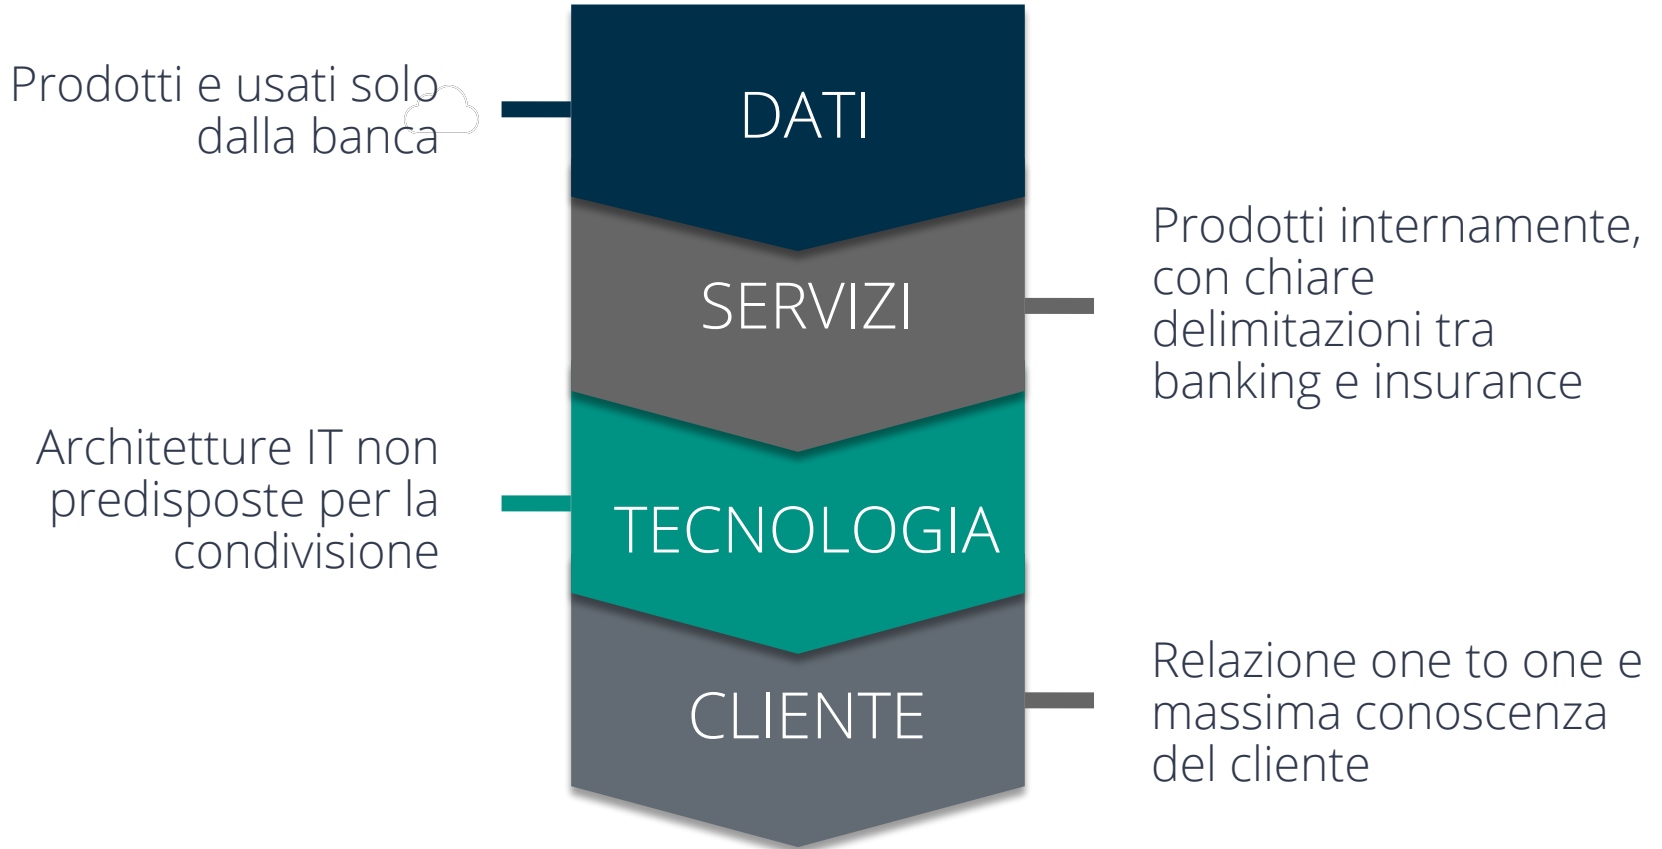 Prodotti e usati solo
dalla banca
DATI
Prodotti internamente,
con chiare
delimitazioni tra
banking e insurance
SERVIZI
Architetture IT non
predisposte per la
condivisione
TECNOLOGIA
Relazione one to one e
massima conoscenza
del cliente
CLIENTE